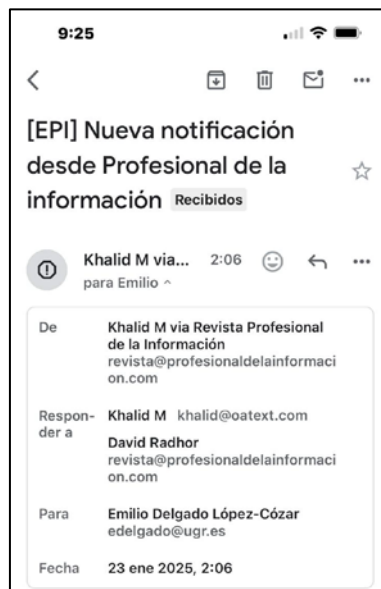 9:25
[EPI] Nueva notificación
desde Profesional de la
información Recibidos
Khalid M via... 2:06
para Emilio
De Khalid M via Revista Profesional
de la Información
revista@profesionaldelainformaci
on.com
Respon- Khalid M khalid@oatext.com
der a
David Radhor
revista@profesionaldelainformaci
on.com
Para Emilio Delgado López-Cózar
edelgado@ugr.es
Fecha 23 ene 2025, 2:06